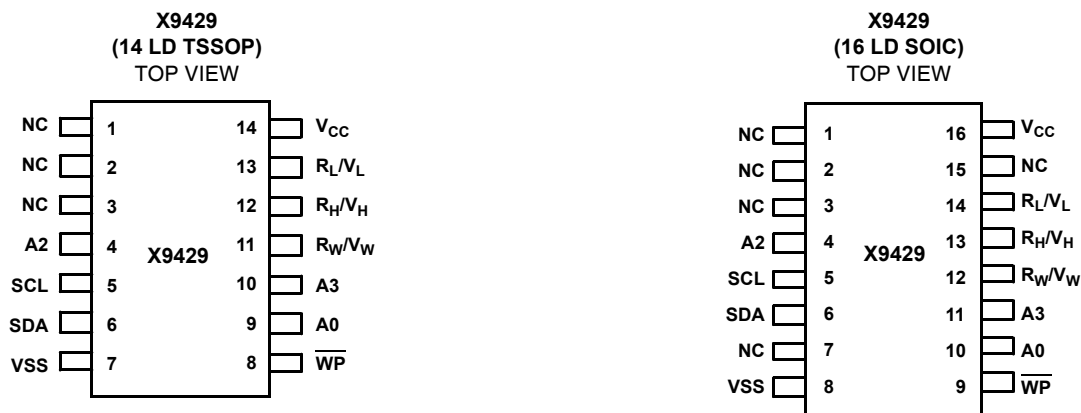 X9429
(14 LD TSSOP)
TOP VIEW
NC 1 14 VCC
NC 2 13 RL/VL
NC 3 12 RH/VH
A2 4 X9429 11 RW/VW
SCL 5 10 A3
SDA 6 9 A0
VSS 7 8 W̅P̅
X9429
(16 LD SOIC)
TOP VIEW
NC 1 16 VCC
NC 2 15 NC
NC 3 14 RL/VL
A2 4 X9429 13 RH/VH
SCL 5 12 RW/VW
SDA 6 11 A3
NC 7 10 A0
VSS 8 9 W̅P̅